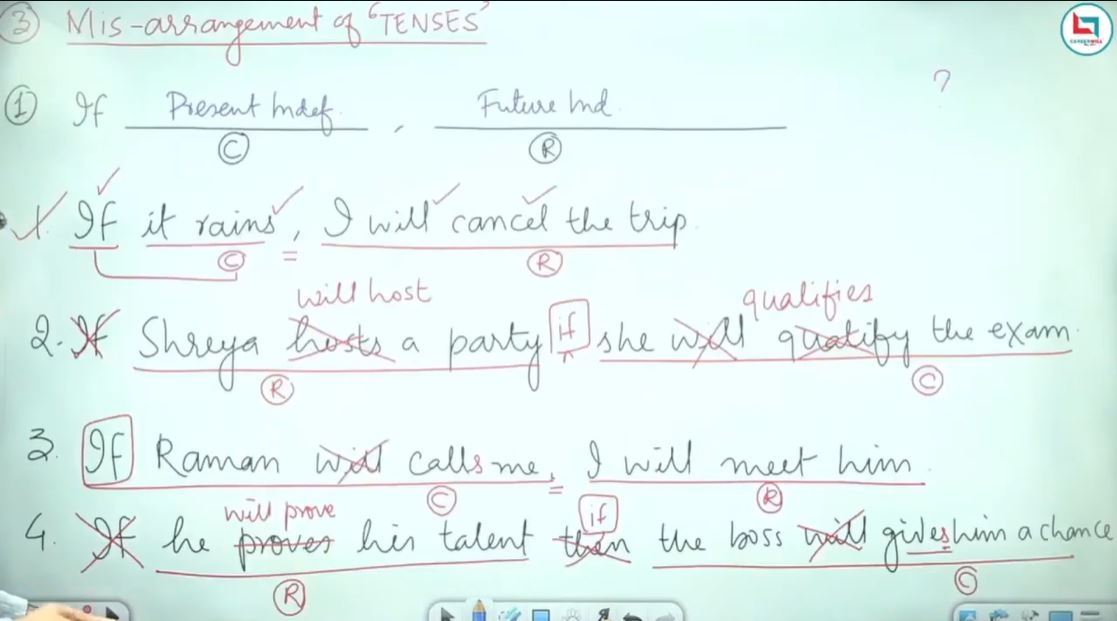 ③ Mis-arrangement of 'TENSES'
?
CAREERWILL
① If Present Indef. , Future Ind.
Ⓒ Ⓡ
1. If it rains, I will cancel the trip.
Ⓒ Ⓡ
will host qualifies
2. If Shreya hosts a party if she will qualify the exam.
Ⓡ Ⓒ
3. If Raman will calls me, I will meet him.
Ⓒ Ⓡ
will prove if
4. If he proves his talent then the boss will gives him a chance
Ⓡ Ⓒ